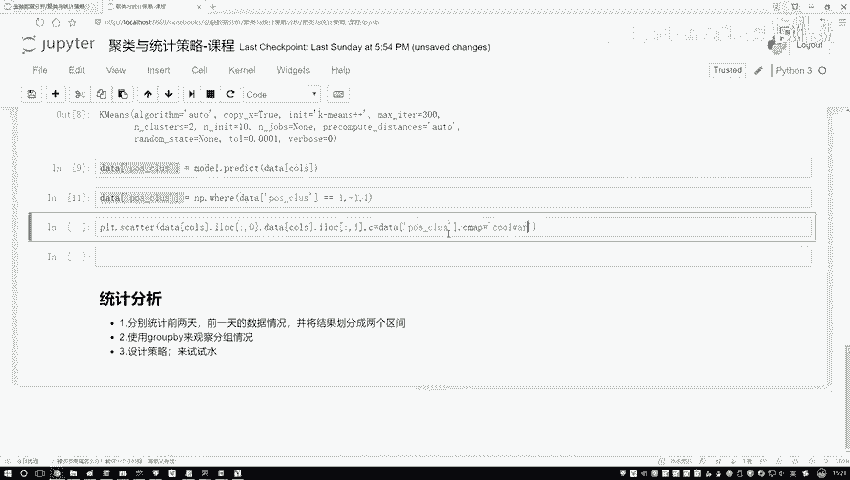 jupyter 聚类与统计策略-课程 Last Checkpoint: Last Sunday at 5:54 PM (unsaved changes)
Logout
File Edit View Insert Cell Kernel Widgets Help
Trusted Python 3
Code
Out[8]: KMeans(algorithm='auto', copy_x=True, init='k-means++', max_iter=300,
n_clusters=2, n_init=10, n_jobs=None, precompute_distances='auto',
random_state=None, tol=0.0001, verbose=0)
In [9]: data['pos_clus'] = model.predict(data[cols])
In [11]: data['pos_clus'] = np.where(data['pos_clus'] == 1,-1,1)
In [ ]: plt.scatter(data[cols].iloc[:,0],data[cols].iloc[:,1],c=data['pos_clus'],cmap='coolwar')
In [ ]:
统计分析
1.分别统计前两天，前一天的数据情况，并将结果划分成两个区间
2.使用groupby来观察分组情况
3.设计策略；来试试水